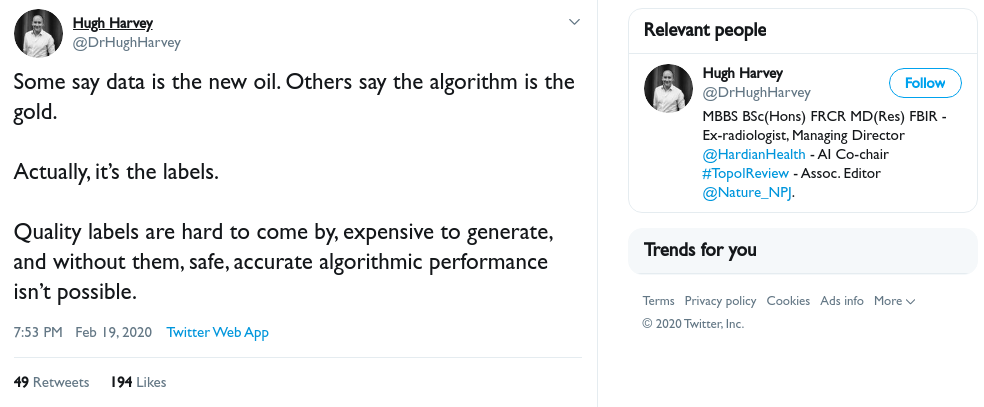 Hugh Harvey
@DrHughHarvey
Some say data is the new oil. Others say the algorithm is the
gold.
Actually, it's the labels.
Quality labels are hard to come by, expensive to generate,
and without them, safe, accurate algorithmic performance
isn't possible.
7:53 PM Feb 19, 2020 Twitter Web App
49 Retweets 194 Likes
Relevant people
Hugh Harvey
@DrHughHarvey
Follow
MBBS BSc(Hons) FRCR MD(Res) FBIR -
Ex-radiologist, Managing Director
@HardianHealth - AI Co-chair
#TopolReview - Assoc. Editor
@Nature_NPJ.
Trends for you
Terms Privacy policy Cookies Ads info More
© 2020 Twitter, Inc.